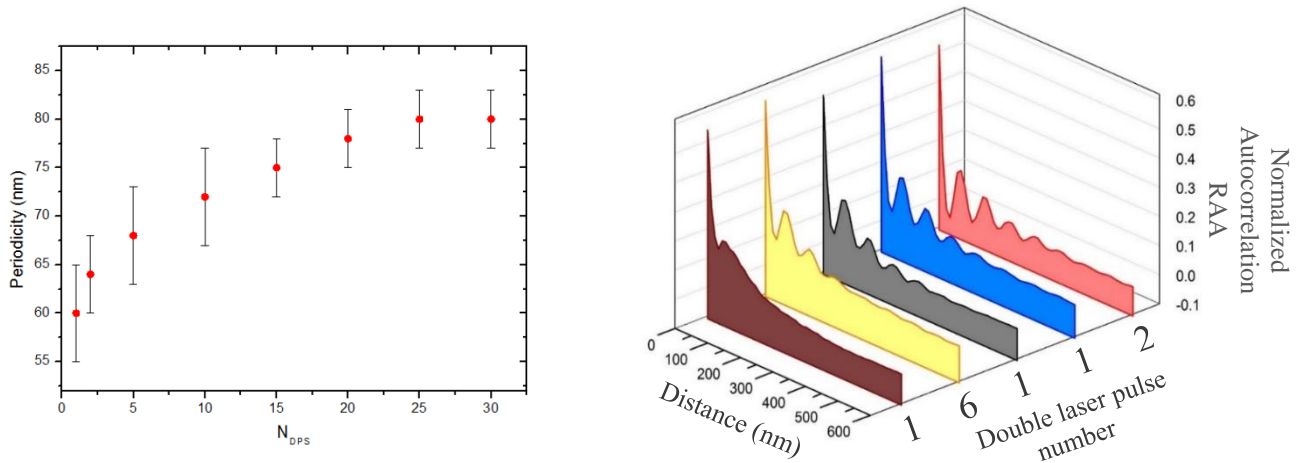 85
80
75
70
65
60
55
Periodicity (nm)
0 5 10 15 20 25 30
N_DPS
0.6
0.5
0.4
0.3
0.2
0.1
0.0
-0.1
Normalized
Autocorrelation
RAA
0
100
200
300
400
500
600
Distance (nm)
1 6 1 1 2
Double laser pulse
number